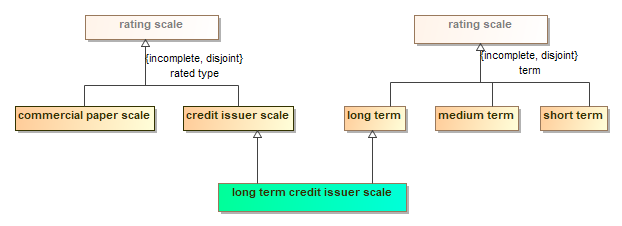 rating scale
rating scale
{incomplete, disjoint}
rated type
{incomplete, disjoint}
term
commercial paper scale
credit issuer scale
long term
medium term
short term
long term credit issuer scale